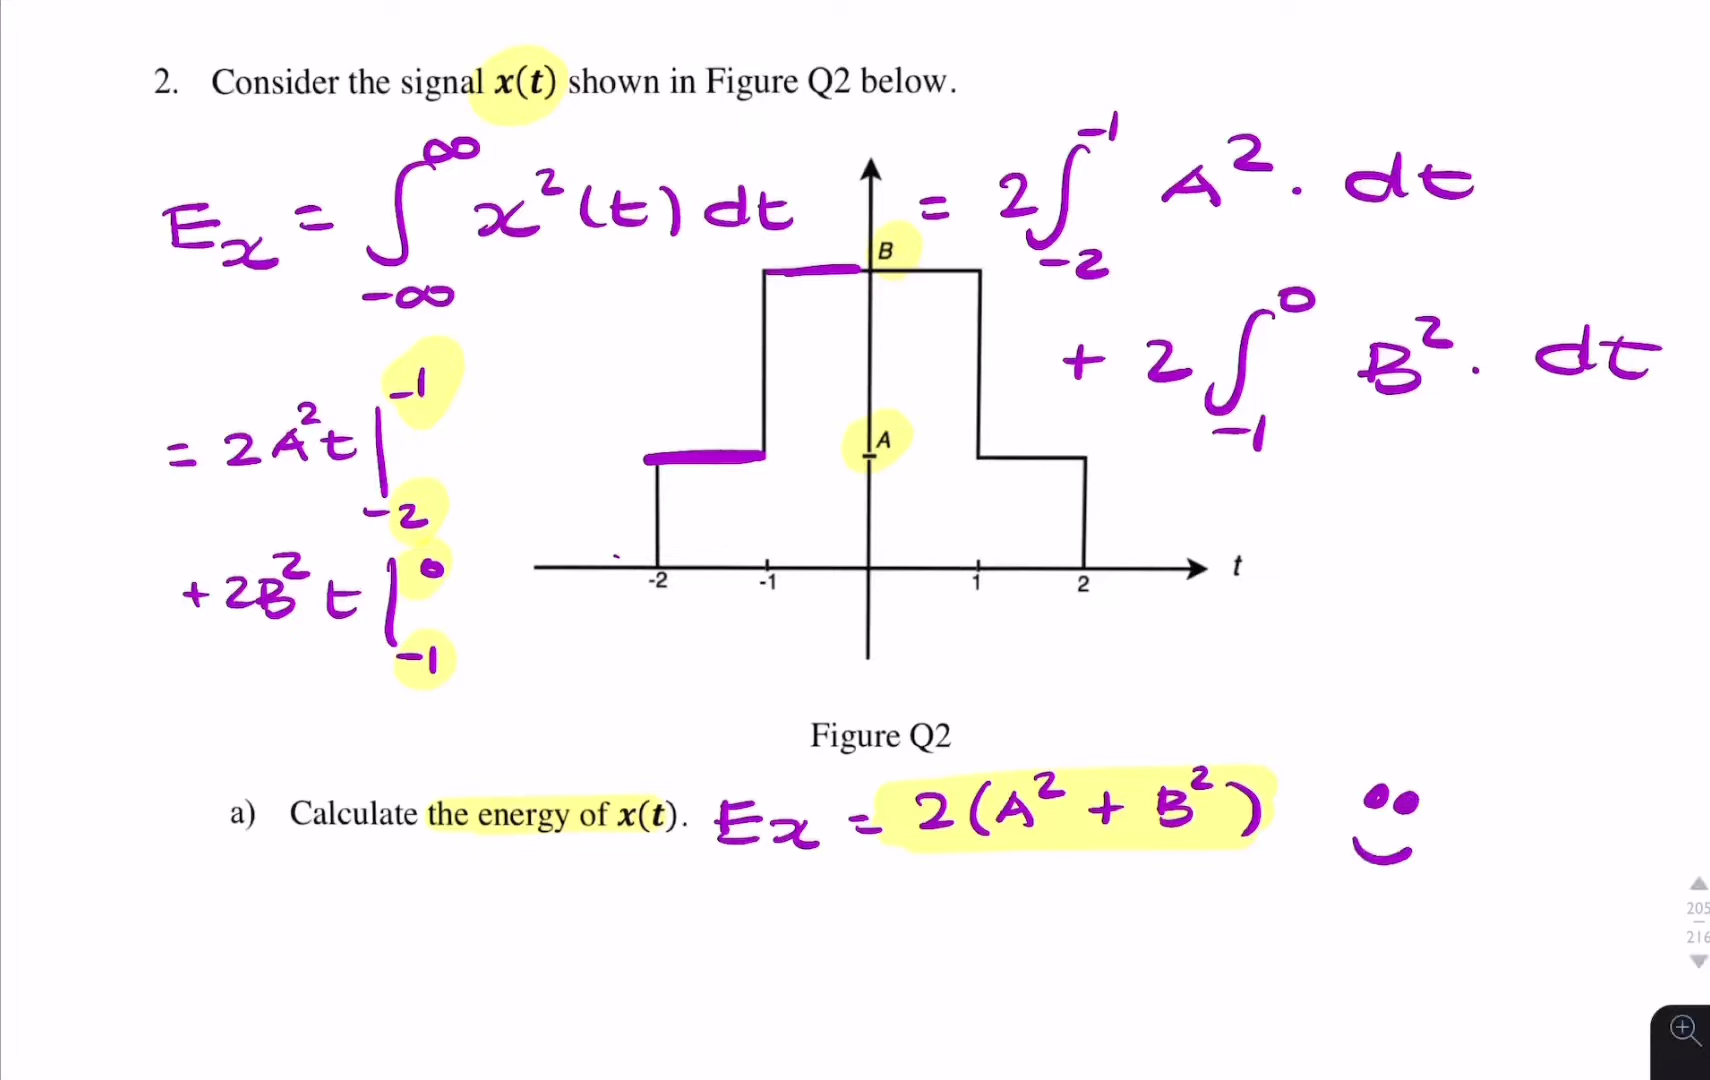 2. Consider the signal x(t) shown in Figure Q2 below.
Ex = ∫_{-∞}^{∞} x²(t) dt
= 2∫_{-2}^{-1} A². dt
+ 2∫_{-1}^{0} B². dt
= 2A²t |_{-2}^{-1}
+ 2B²t |_{-1}^{0}
B
A
-2 -1 1 2 t
Figure Q2
a) Calculate the energy of x(t). Ex = 2(A² + B²)
205
216